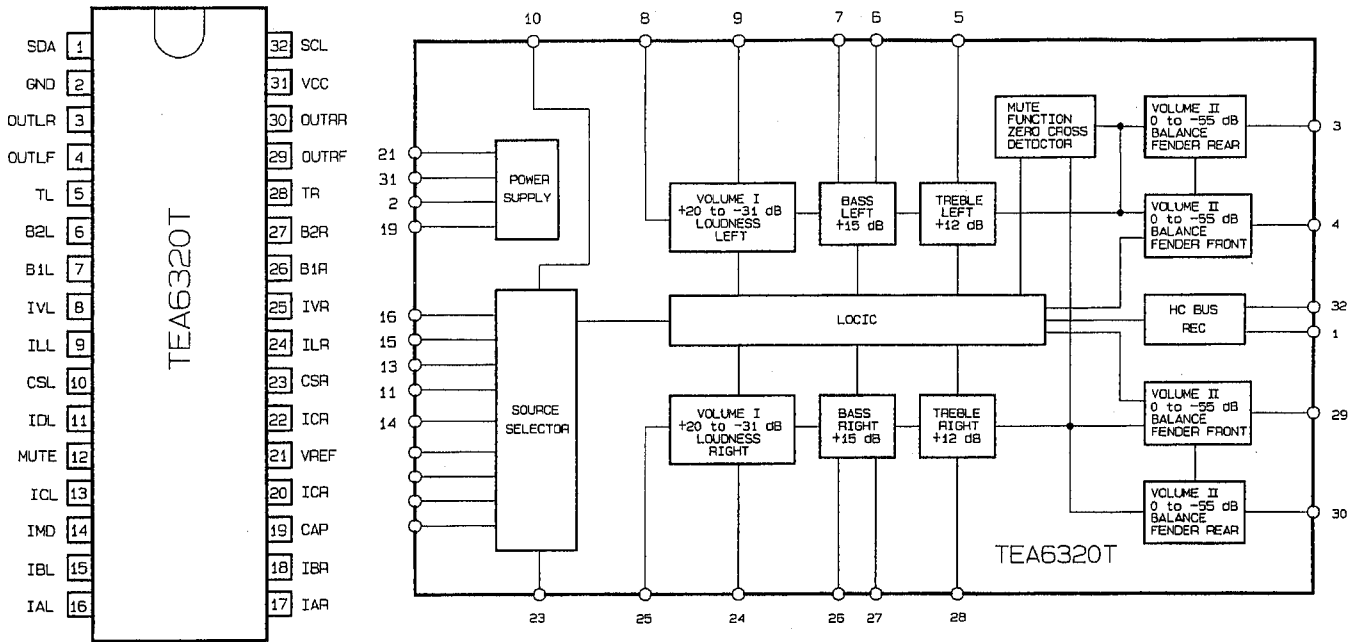 SDA 1
GND 2
OUTLR 3
OUTLF 4
TL 5
B2L 6
B1L 7
IVL 8
ILL 9
CSL 10
IDL 11
MUTE 12
ICL 13
IMD 14
IBL 15
IAL 16
TEA6320T
32 SCL
31 VCC
30 OUTRR
29 OUTRF
28 TR
27 B2R
26 B1R
25 IVR
24 ILR
23 CSR
22 ICR
21 VREF
20 ICR
19 CAP
18 IBR
17 IAR
10
8
9
7
6
5
21
31
2
19
POWER
SUPPLY
VOLUME I
+20 to -31 dB
LOUDNESS
LEFT
BASS
LEFT
+15 dB
TREBLE
LEFT
+12 dB
MUTE
FUNCTION
ZERO CROSS
DETDCTOR
VOLUME II
0 to -55 dB
BALANCE
FENDER REAR
3
VOLUME II
0 to -55 dB
BALANCE
FENDER FRONT
4
16
15
13
11
14
SOURCE
SELECTOR
LOGIC
HC BUS
REC
32
1
VOLUME I
+20 to -31 dB
LOUDNESS
RIGHT
BASS
RIGHT
+15 dB
TREBLE
RIGHT
+12 dB
VOLUME II
0 to -55 dB
BALANCE
FENDER FRONT
29
VOLUME II
0 to -55 dB
BALANCE
FENDER REAR
30
TEA6320T
23
25
24
26
27
28